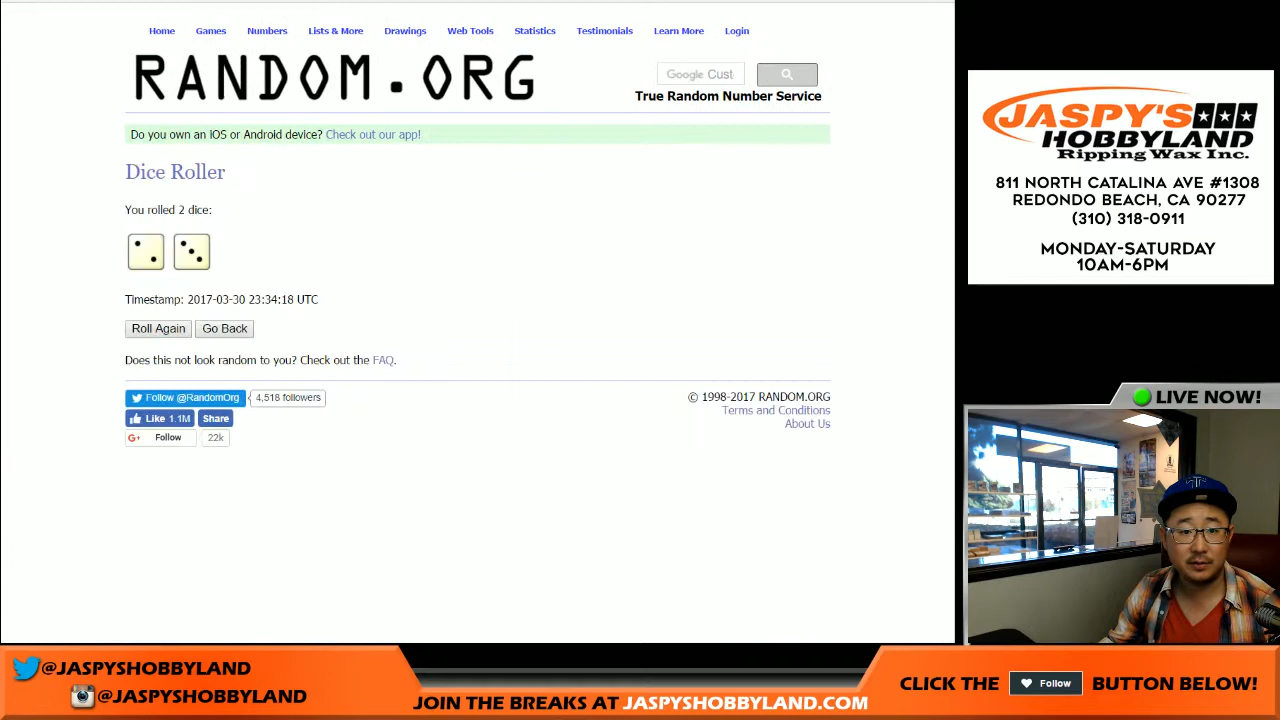 Home Games Numbers Lists & More Drawings Web Tools Statistics Testimonials Learn More Login
RANDOM.ORG
Google Cust
True Random Number Service
Do you own an iOS or Android device? Check out our app!
Dice Roller
You rolled 2 dice:
Timestamp: 2017-03-30 23:34:18 UTC
Roll Again Go Back
Does this not look random to you? Check out the FAQ.
Follow @RandomOrg 4,518 followers
Like 1.1M Share
G+ Follow 22k
© 1998-2017 RANDOM.ORG
Terms and Conditions
About Us
JASPY'S
HOBBYLAND
Ripping Wax Inc.
811 NORTH CATALINA AVE #1308
REDONDO BEACH, CA 90277
(310) 318-0911
MONDAY-SATURDAY
10AM-6PM
LIVE NOW!
@JASPYSHOBBYLAND
@JASPYSHOBBYLAND
JOIN THE BREAKS AT JASPYSHOBBYLAND.COM
CLICK THE Follow BUTTON BELOW!